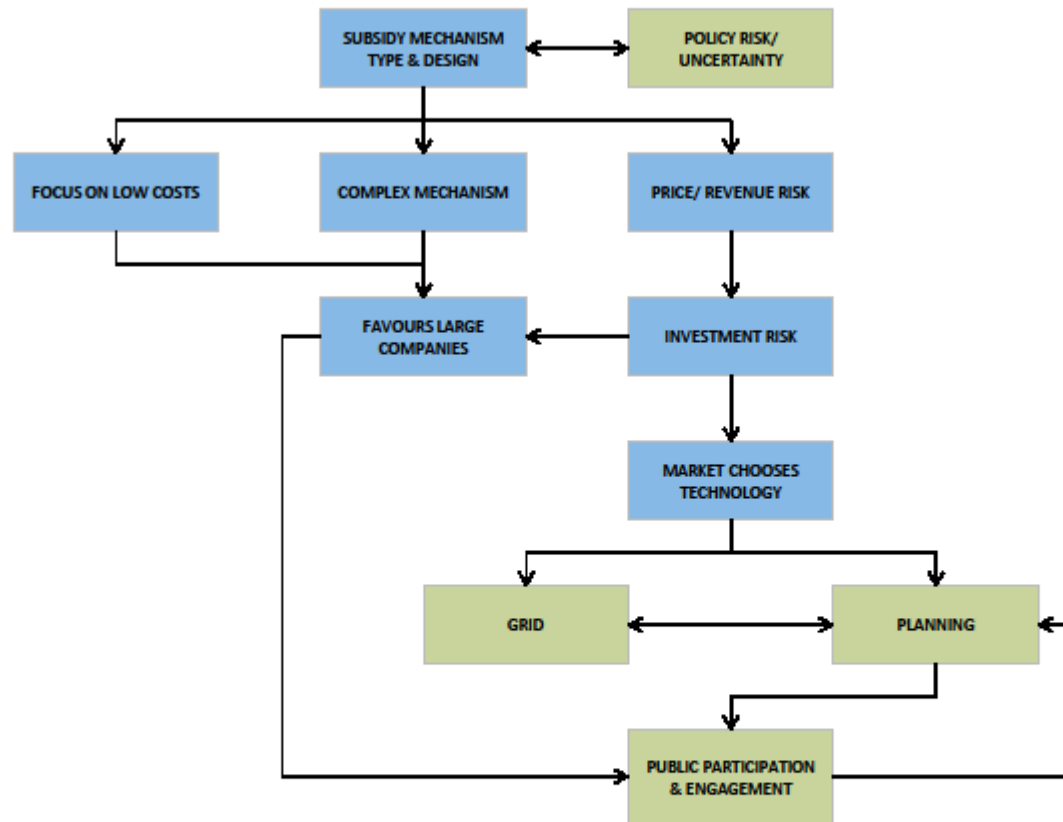 SUBSIDY MECHANISM
TYPE & DESIGN
POLICY RISK/
UNCERTAINTY
FOCUS ON LOW COSTS
COMPLEX MECHANISM
PRICE/ REVENUE RISK
FAVOURS LARGE
COMPANIES
INVESTMENT RISK
MARKET CHOOSES
TECHNOLOGY
GRID
PLANNING
PUBLIC PARTICIPATION
& ENGAGEMENT